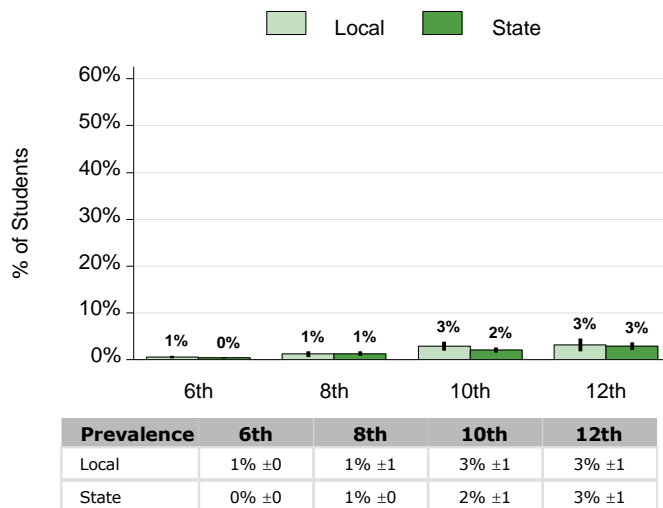 Local State
60%
50%
40%
30%
20%
10%
0%
% of Students
1% 0% 1% 1% 3% 2% 3% 3%
6th 8th 10th 12th
Prevalence 6th 8th 10th 12th
Local 1% ±0 1% ±1 3% ±1 3% ±1
State 0% ±0 1% ±0 2% ±1 3% ±1